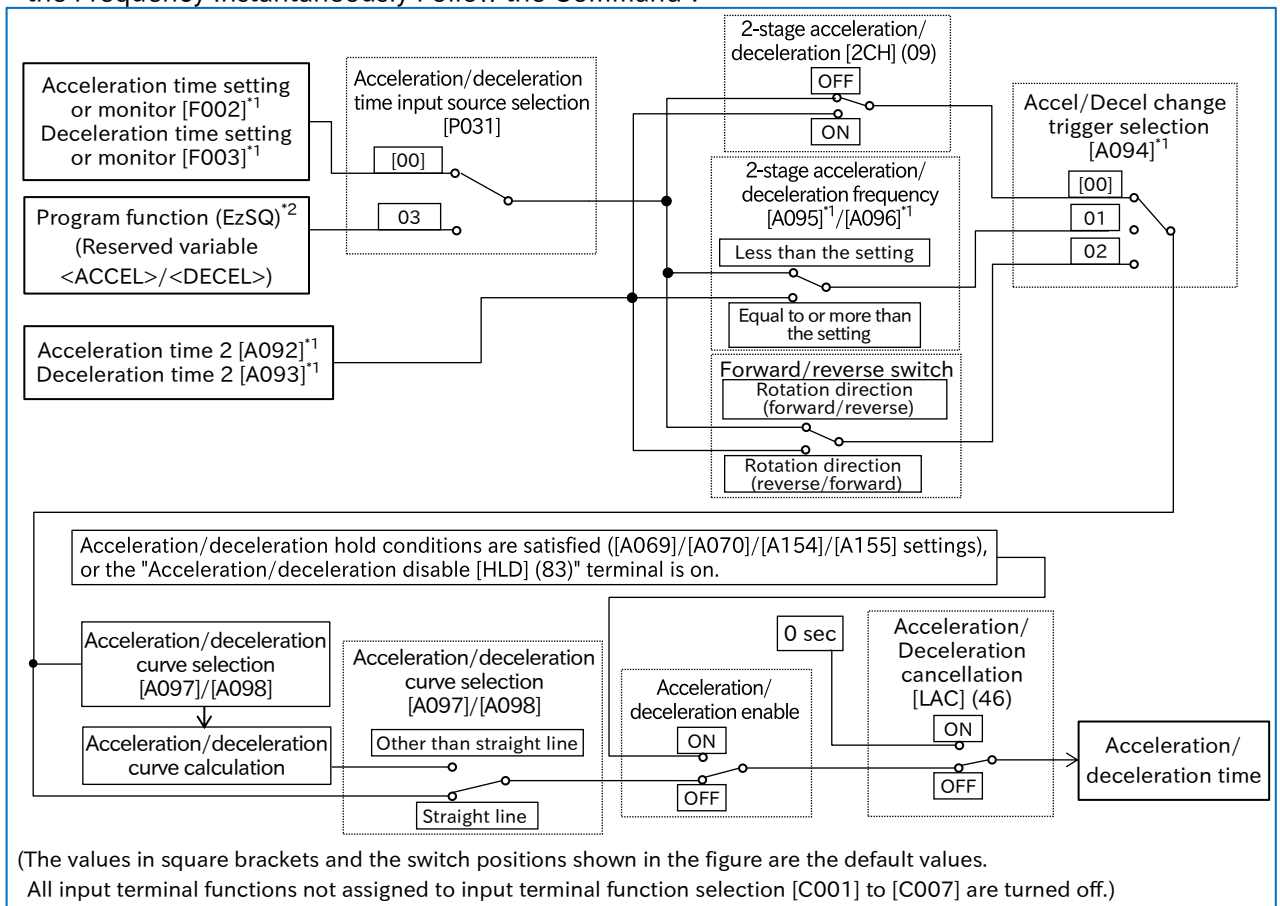 the Frequency Instantaneously Follow the Command".
Acceleration time setting
or monitor [F002]*1
Deceleration time setting
or monitor [F003]*1
Program function (EzSQ)*2
(Reserved variable
<ACCEL>/<DECEL>)
Acceleration time 2 [A092]*1
Deceleration time 2 [A093]*1
Acceleration/deceleration
time input source selection
[P031]
[00]
03
2-stage acceleration/
deceleration [2CH] (09)
OFF
ON
2-stage acceleration/
deceleration frequency
[A095]*1/[A096]*1
Less than the setting
Equal to or more than
the setting
Forward/reverse switch
Rotation direction
(forward/reverse)
Rotation direction
(reverse/forward)
Accel/Decel change
trigger selection
[A094]*1
[00]
01
02
Acceleration/deceleration hold conditions are satisfied ([A069]/[A070]/[A154]/[A155] settings),
or the "Acceleration/deceleration disable [HLD] (83)" terminal is on.
Acceleration/deceleration
curve selection
[A097]/[A098]
Acceleration/deceleration
curve calculation
Acceleration/deceleration
curve selection
[A097]/[A098]
Other than straight line
Straight line
Acceleration/
deceleration enable
ON
OFF
0 sec
Acceleration/
Deceleration
cancellation
[LAC] (46)
ON
OFF
Acceleration/
deceleration time
(The values in square brackets and the switch positions shown in the figure are the default values.
All input terminal functions not assigned to input terminal function selection [C001] to [C007] are turned off.)